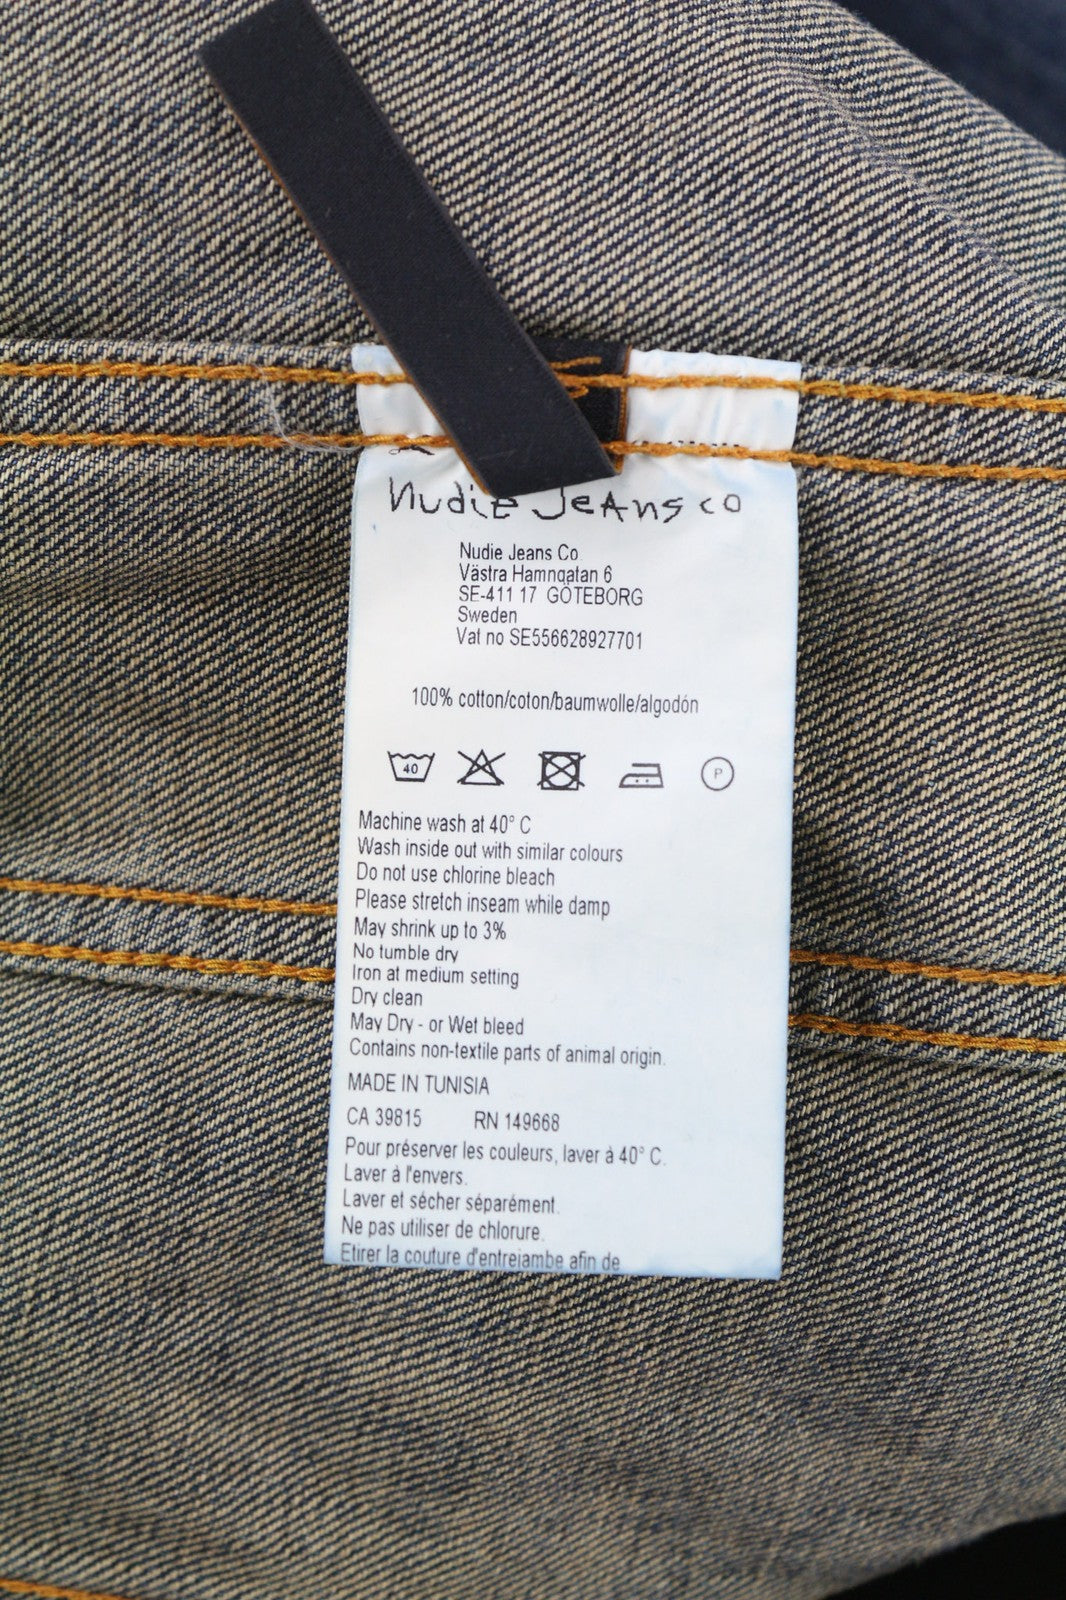 Nudie Jeans co
Nudie Jeans Co
Västra Hamngatan 6
SE-411 17 GÖTEBORG
Sweden
Vat no SE556628927701
100% cotton/coton/baumwolle/algodón
40
P
Machine wash at 40° C
Wash inside out with similar colours
Do not use chlorine bleach
Please stretch inseam while damp
May shrink up to 3%
No tumble dry
Iron at medium setting
Dry clean
May Dry - or Wet bleed
Contains non-textile parts of animal origin.
MADE IN TUNISIA
CA 39815 RN 149668
Pour préserver les couleurs, laver à 40° C.
Laver à l'envers.
Laver et sécher séparément.
Ne pas utiliser de chlorure.
Etirer la couture d'entrejambe afin de